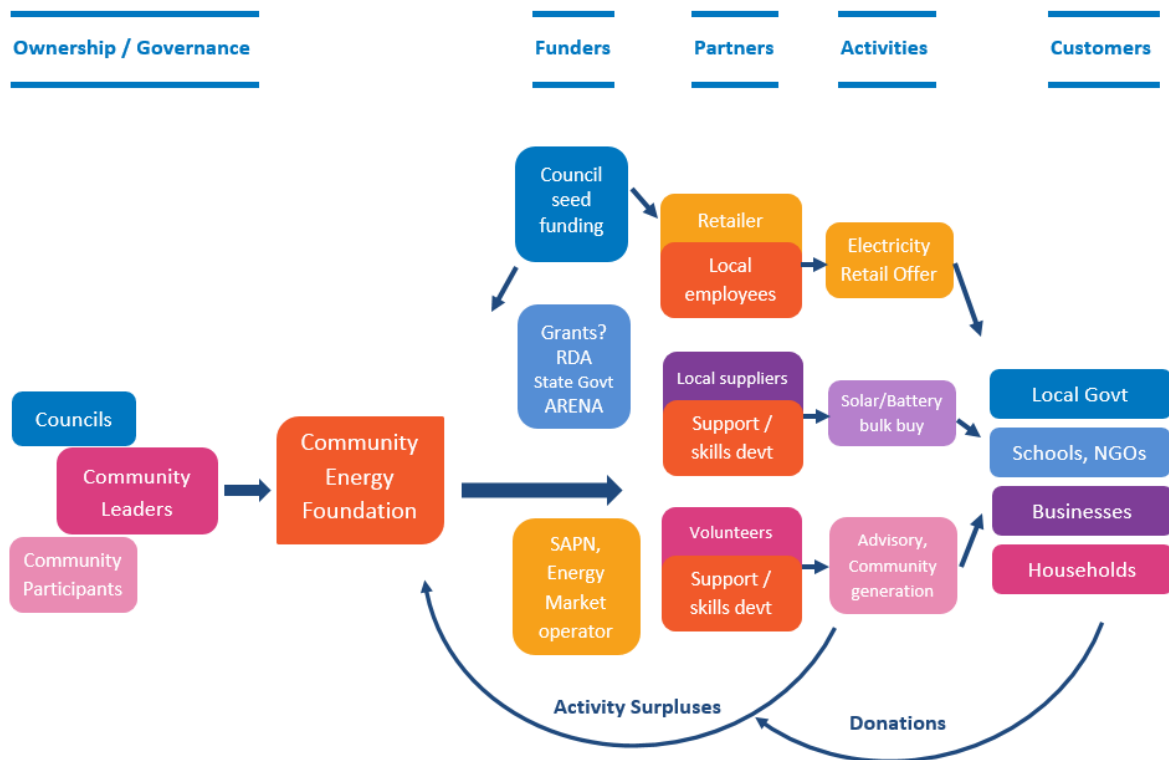 Ownership / Governance
Funders
Partners
Activities
Customers
Council
seed
funding
Retailer
Local
employees
Electricity
Retail Offer
Grants?
RDA
State Govt
ARENA
Local suppliers
Support /
skills devt
Solar/Battery
bulk buy
Local Govt
Schools, NGOs
Businesses
Households
Councils
Community
Leaders
Community
Participants
Community
Energy
Foundation
SAPN,
Energy
Market
operator
Volunteers
Support /
skills devt
Advisory,
Community
generation
Activity Surpluses
Donations